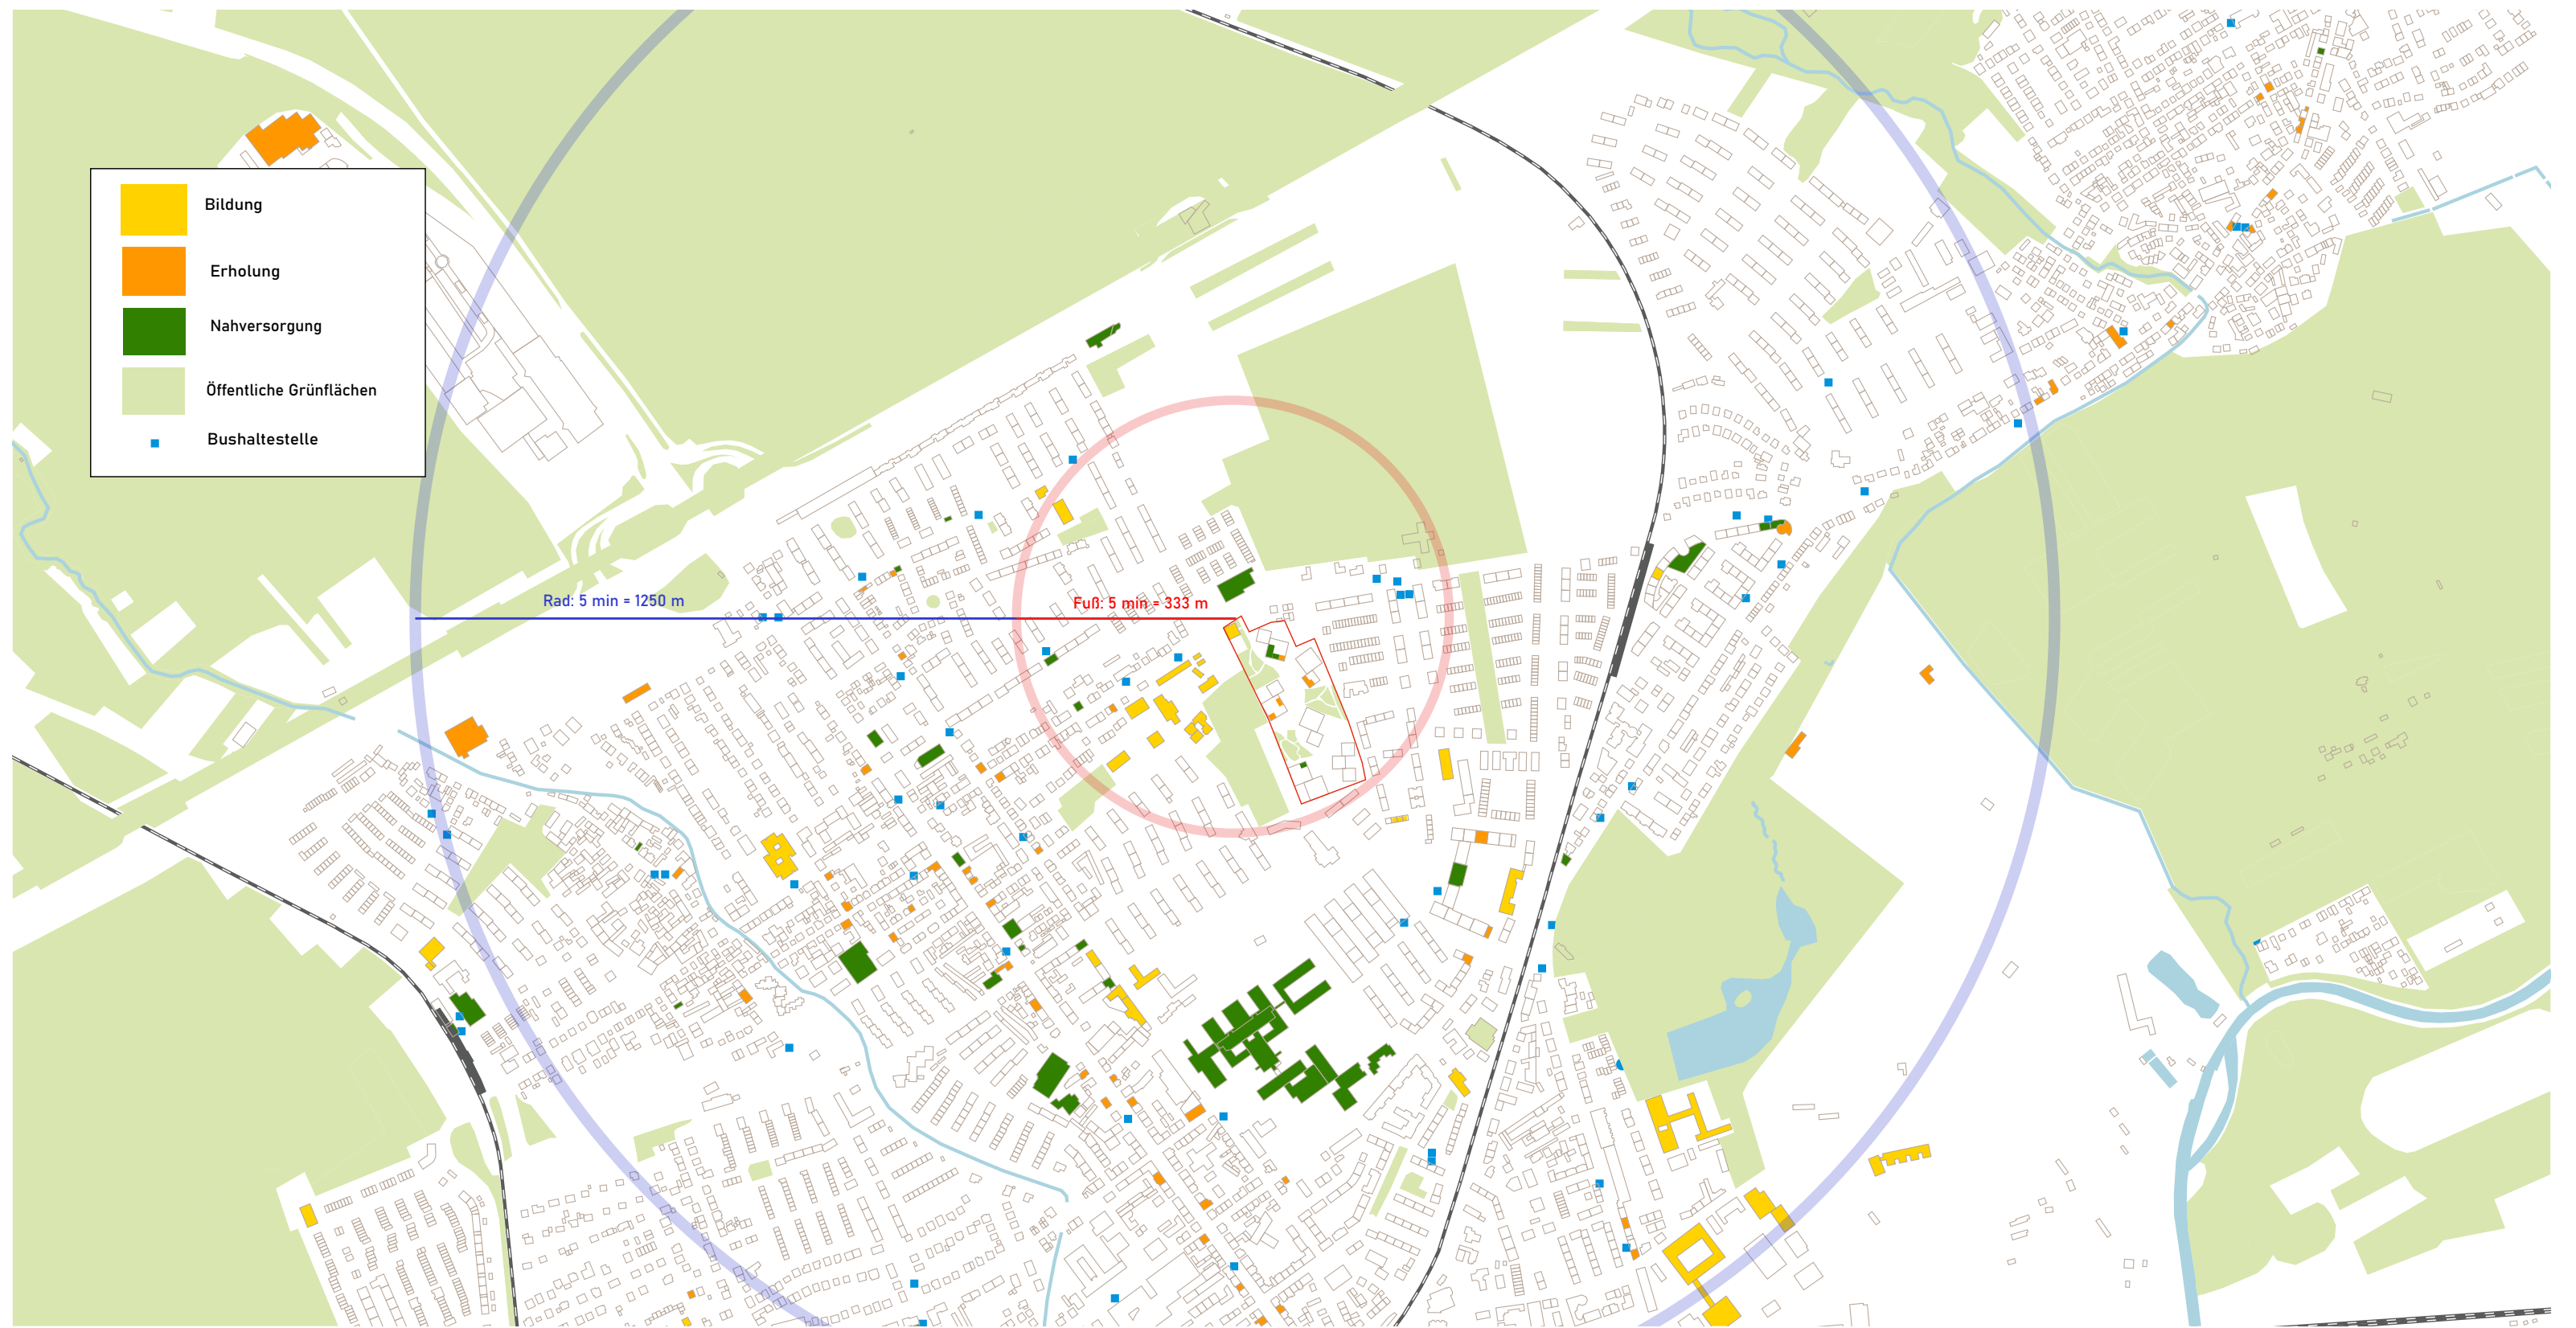 Bildung
Erholung
Nahversorgung
Öffentliche Grünflächen
Bushaltestelle
Rad: 5 min = 1250 m
Fuß: 5 min = 333 m